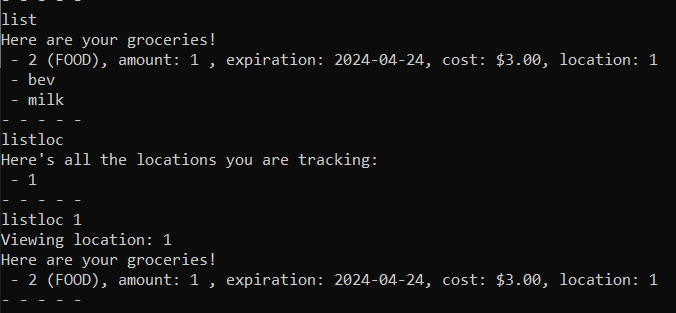 - - - - -
list
Here are your groceries!
 - 2 (FOOD), amount: 1 , expiration: 2024-04-24, cost: $3.00, location: 1
 - bev
 - milk
- - - - -
listloc
Here's all the locations you are tracking:
 - 1
- - - - -
listloc 1
Viewing location: 1
Here are your groceries!
 - 2 (FOOD), amount: 1 , expiration: 2024-04-24, cost: $3.00, location: 1
- - - - -